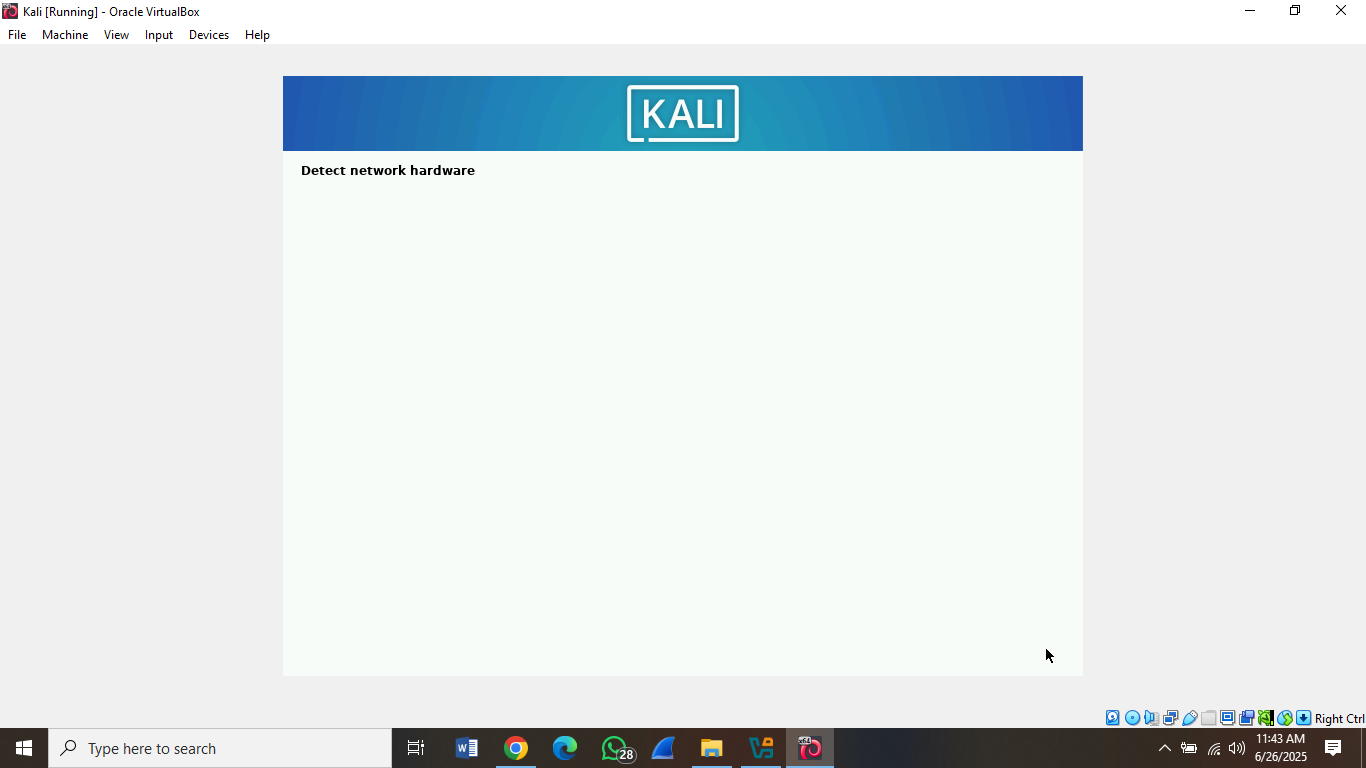 Kali [Running] - Oracle VirtualBox
File Machine View Input Devices Help
KALI
Detect network hardware
Right Ctrl
Type here to search
28
11:43 AM
6/26/2025